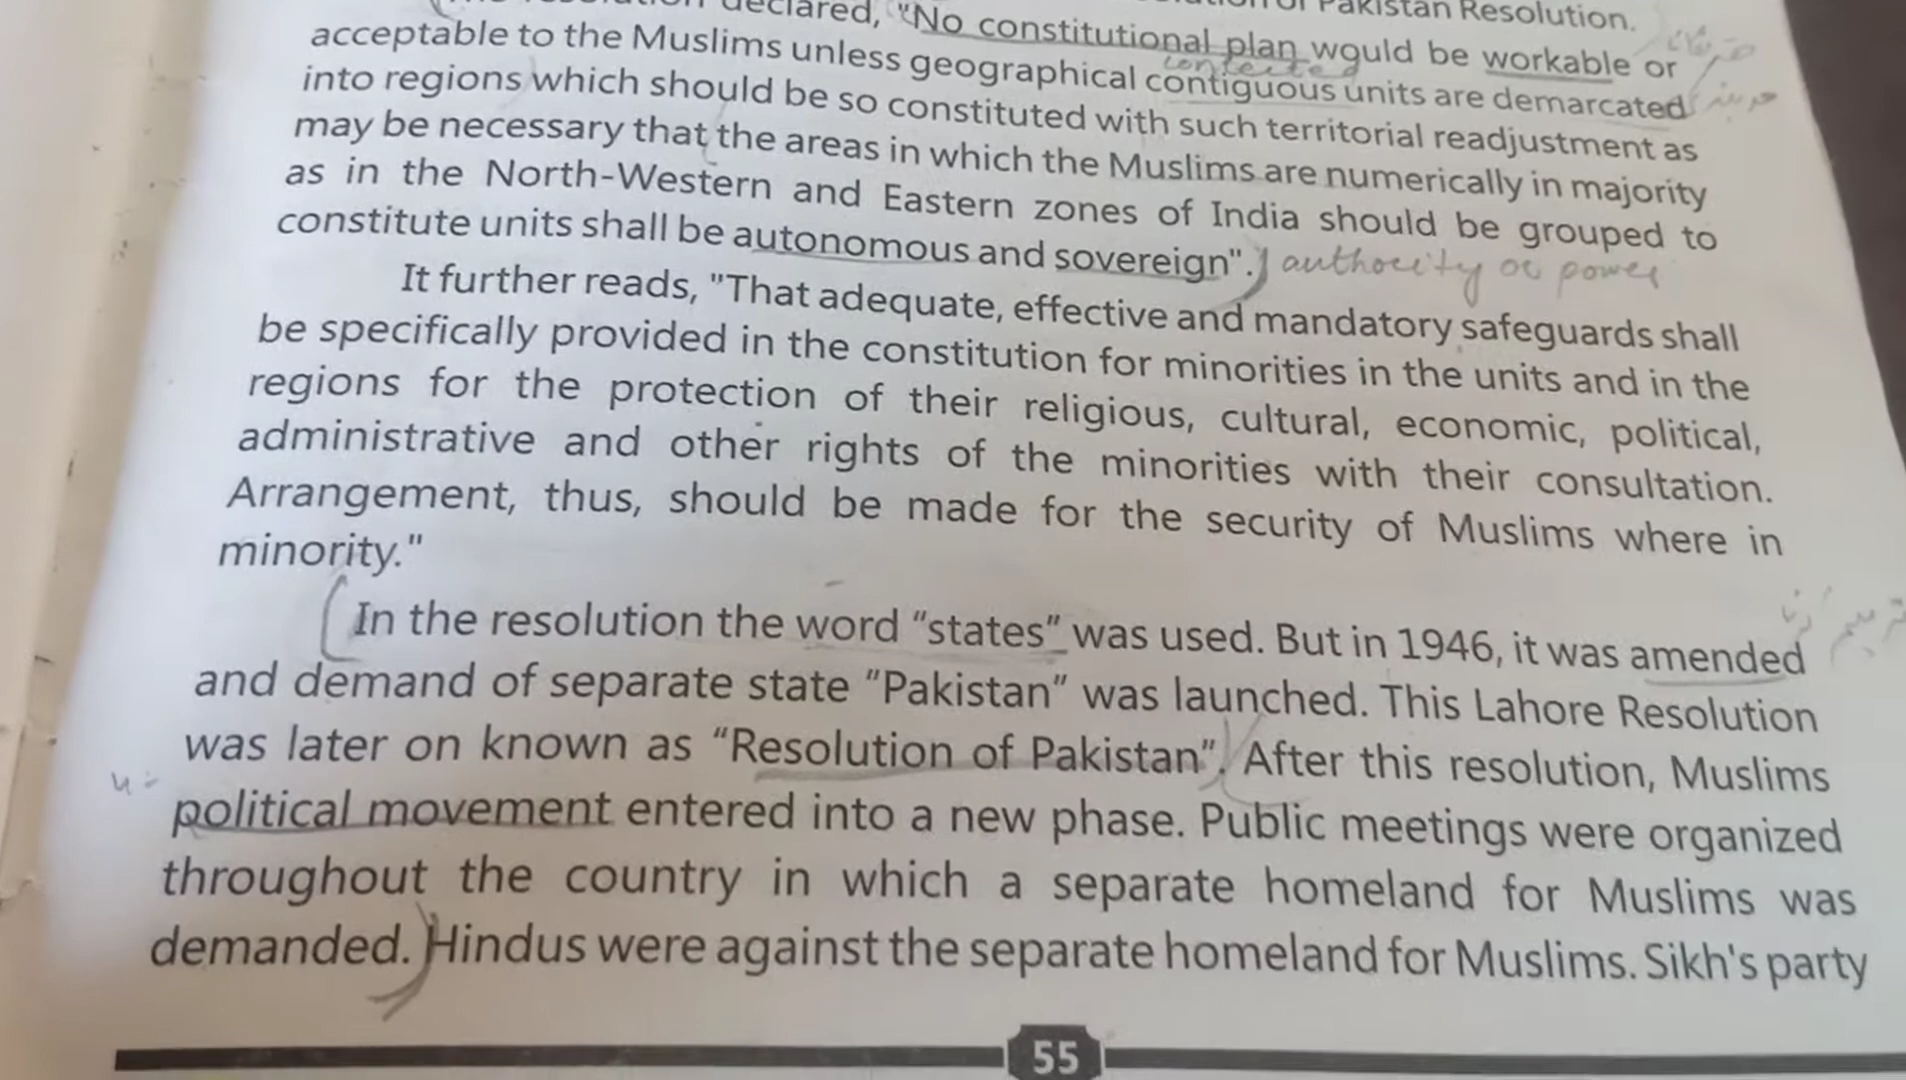 declared, "No constitutional plan would be workable or
acceptable to the Muslims unless geographical contiguous units are demarcated
into regions which should be so constituted with such territorial readjustment as
may be necessary that the areas in which the Muslims are numerically in majority
as in the North-Western and Eastern zones of India should be grouped to
constitute units shall be autonomous and sovereign".
authority or power
It further reads, "That adequate, effective and mandatory safeguards shall
be specifically provided in the constitution for minorities in the units and in the
regions for the protection of their religious, cultural, economic, political,
administrative and other rights of the minorities with their consultation.
Arrangement, thus, should be made for the security of Muslims where in
minority."
In the resolution the word "states" was used. But in 1946, it was amended
and demand of separate state "Pakistan" was launched. This Lahore Resolution
was later on known as "Resolution of Pakistan". After this resolution, Muslims
political movement entered into a new phase. Public meetings were organized
throughout the country in which a separate homeland for Muslims was
demanded. Hindus were against the separate homeland for Muslims. Sikh's party
55